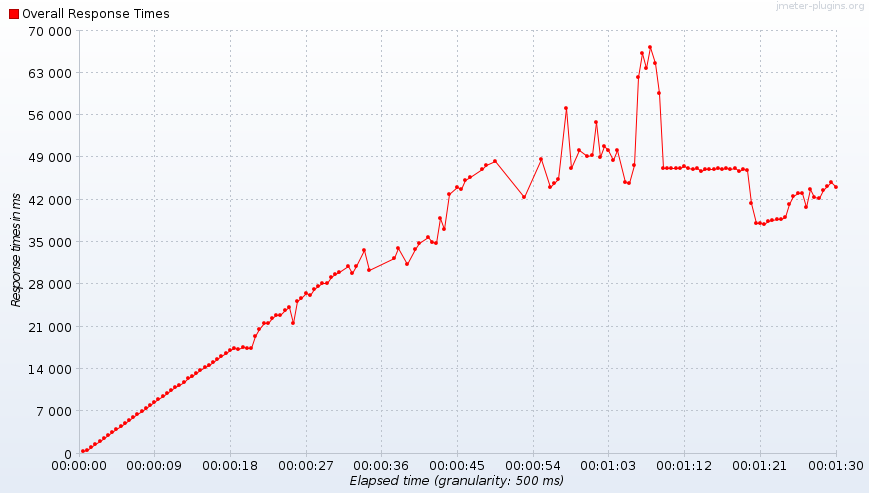 jmeter-plugins.org
Overall Response Times
70 000
63 000
56 000
49 000
42 000
35 000
28 000
21 000
14 000
7 000
0
Response times in ms
00:00:00 00:00:09 00:00:18 00:00:27 00:00:36 00:00:45 00:00:54 00:01:03 00:01:12 00:01:21 00:01:30
Elapsed time (granularity: 500 ms)